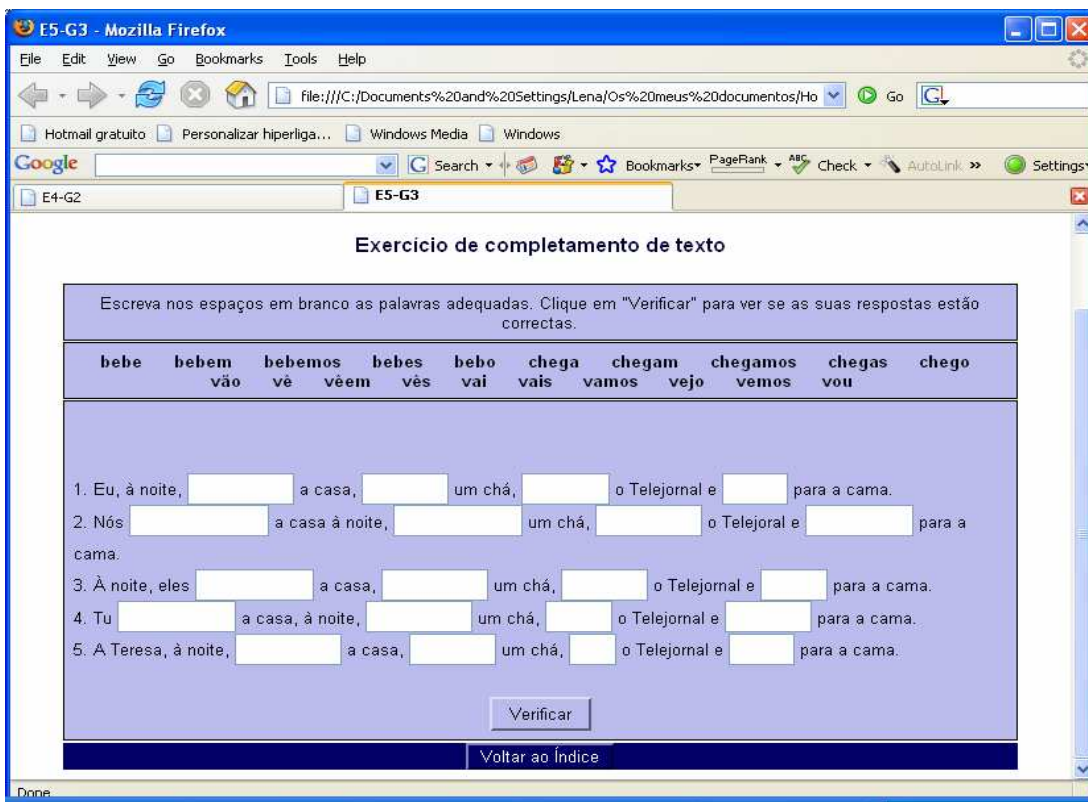 E5-G3 - Mozilla Firefox
File Edit View Go Bookmarks Tools Help
file:///C:/Documents%20and%20Settings/Lena/Os%20meus%20documentos/Ho Go G
Hotmail gratuito Personalizar hiperliga... Windows Media Windows
Google G Search Bookmarks PageRank ABC Check AutoLink » Settings
E4-G2 E5-G3
Exercício de completamento de texto
Escreva nos espaços em branco as palavras adequadas. Clique em "Verificar" para ver se as suas respostas estão
correctas.
bebe bebem bebemos bebes bebo chega chegam chegamos chegas chego
vão vê vêem vês vai vais vamos vejo vemos vou
1. Eu, à noite, a casa, um chá, o Telejornal e para a cama.
2. Nós a casa à noite, um chá, o Telejoral e para a
cama.
3. À noite, eles a casa, um chá, o Telejornal e para a cama.
4. Tu a casa, à noite, um chá, o Telejornal e para a cama.
5. A Teresa, à noite, a casa, um chá, o Telejornal e para a cama.
Verificar
Voltar ao Índice
Done